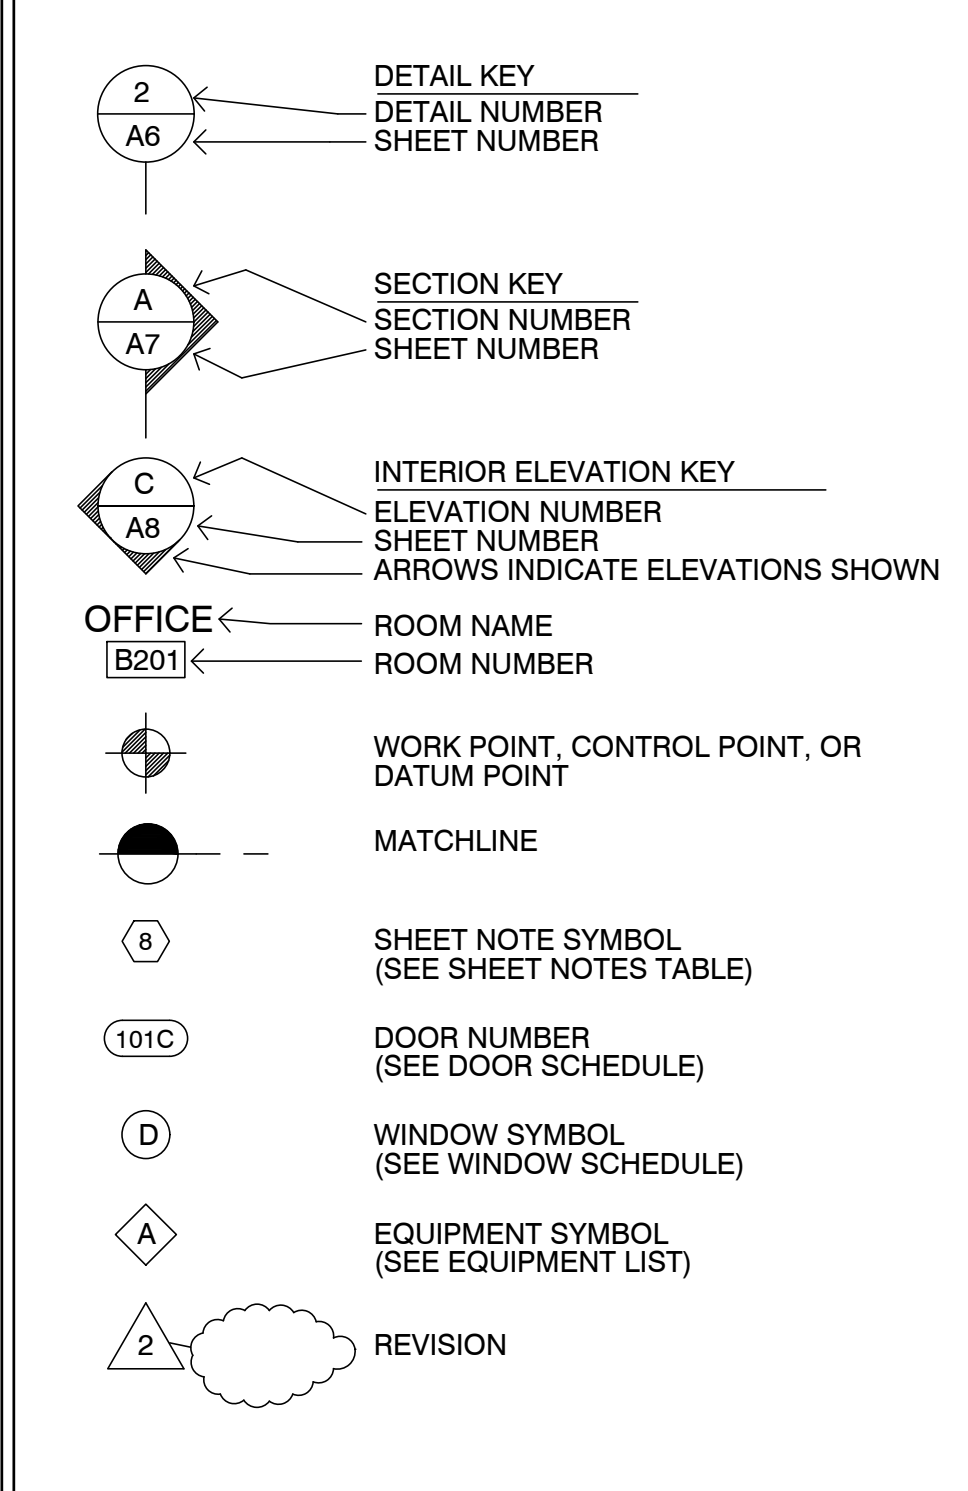 2
A6
DETAIL KEY
DETAIL NUMBER
SHEET NUMBER
A
A7
SECTION KEY
SECTION NUMBER
SHEET NUMBER
C
A8
INTERIOR ELEVATION KEY
ELEVATION NUMBER
SHEET NUMBER
ARROWS INDICATE ELEVATIONS SHOWN
OFFICE
ROOM NAME
B201
ROOM NUMBER
WORK POINT, CONTROL POINT, OR
DATUM POINT
MATCHLINE
8
SHEET NOTE SYMBOL
(SEE SHEET NOTES TABLE)
101C
DOOR NUMBER
(SEE DOOR SCHEDULE)
D
WINDOW SYMBOL
(SEE WINDOW SCHEDULE)
A
EQUIPMENT SYMBOL
(SEE EQUIPMENT LIST)
2
REVISION